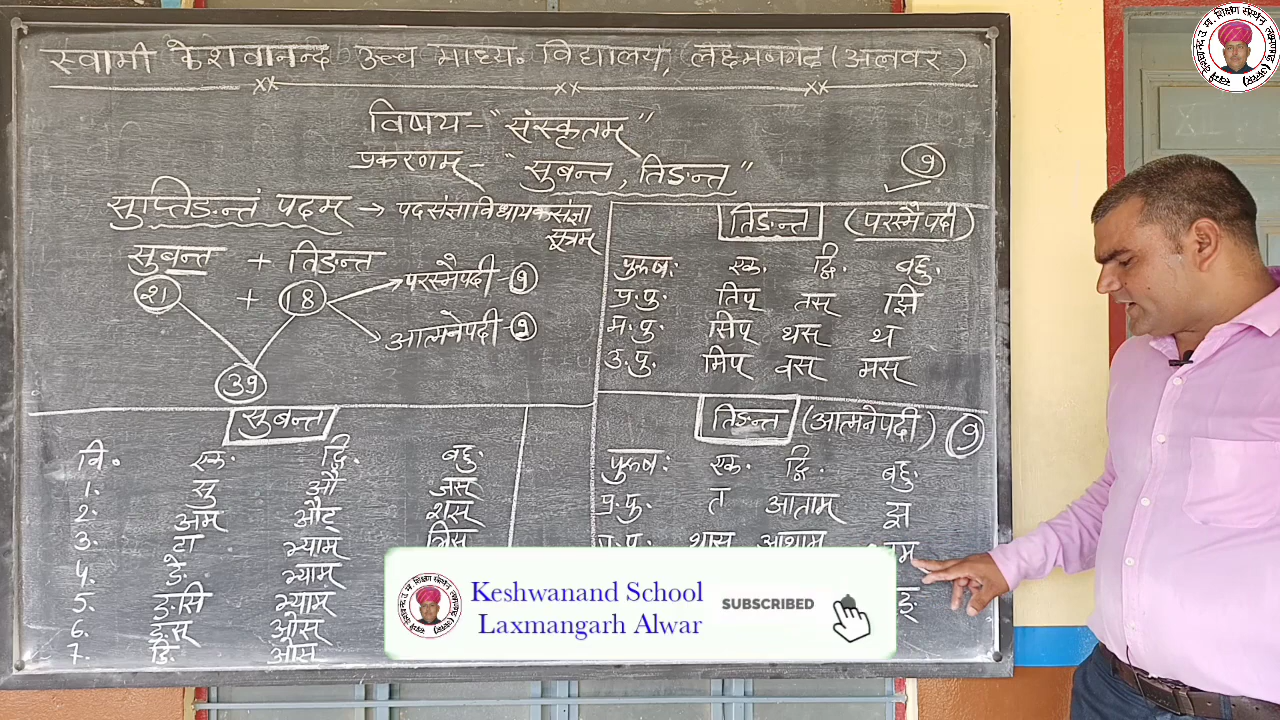 स्वामी केशवानन्द उच्च माध्य. विद्यालय, लक्ष्मणगढ़ (अलवर)
विषय - "संस्कृतम्"
प्रकरणम् - "सुबन्त, तिङन्त"
सुप्तिङन्तं पदम् → पदसंज्ञाविधायक संज्ञा
सूत्रम्
सुबन्त + तिङन्त
21 + 18
परस्मैपदी - 9
आत्मनेपदी - 9
39
9
तिङन्त (परस्मैपदी)
पुरुषः एक. द्वि. बहु.
प्र.पु. तिप् तस् झि
म.पु. सिप् थस् थ
उ.पु. मिप् वस् मस्
सुबन्त
वि. एक. द्वि. बहु.
1. सु औ जस्
2. अम् औट् शस्
3. टा भ्याम् भिस्
4. ङे भ्याम्
5. ङसि भ्याम्
6. ङस् ओस्
7. ङि ओस्
तिङन्त (आत्मनेपदी) 9
पुरुषः एक. द्वि. बहु.
प्र.पु. त आताम् झ
म.पु. थास् आथाम्
Keshwanand School
Laxmangarh Alwar
SUBSCRIBED